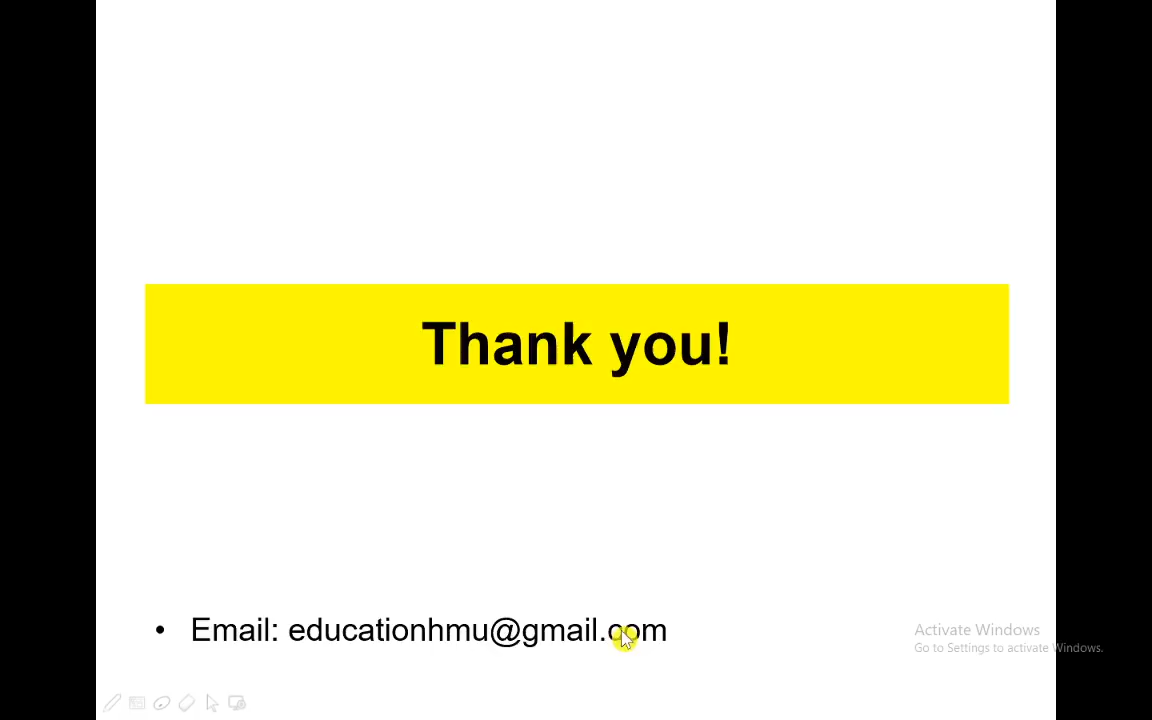 Thank you!
• Email: educationhmu@gmail.com
Activate Windows
Go to Settings to activate Windows.